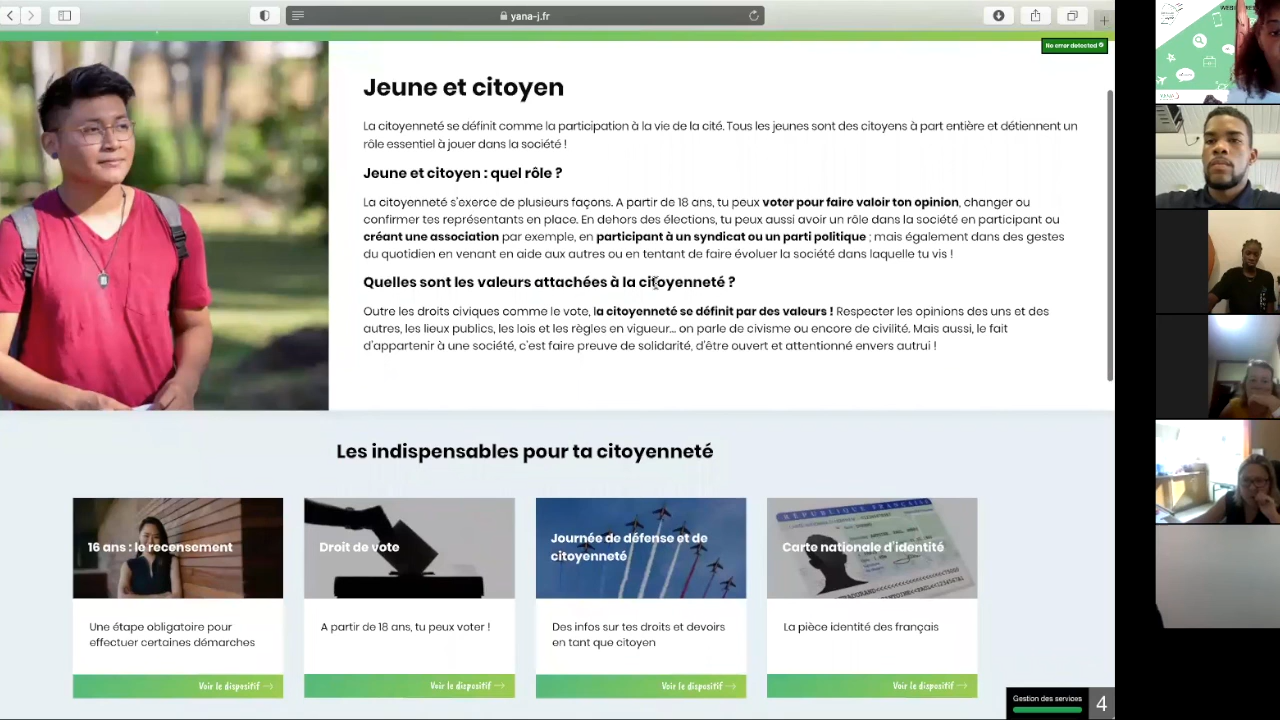 yana-j.fr
No error detected
Jeune et citoyen
La citoyenneté se définit comme la participation à la vie de la cité. Tous les jeunes sont des citoyens à part entière et détiennent un
rôle essentiel à jouer dans la société !
Jeune et citoyen : quel rôle ?
La citoyenneté s'exerce de plusieurs façons. A partir de 18 ans, tu peux voter pour faire valoir ton opinion, changer ou
confirmer tes représentants en place. En dehors des élections, tu peux aussi avoir un rôle dans la société en participant ou
créant une association par exemple, en participant à un syndicat ou un parti politique ; mais également dans des gestes
du quotidien en venant en aide aux autres ou en tentant de faire évoluer la société dans laquelle tu vis !
Quelles sont les valeurs attachées à la citoyenneté ?
Outre les droits civiques comme le vote, la citoyenneté se définit par des valeurs ! Respecter les opinions des uns et des
autres, les lieux publics, les lois et les règles en vigueur... on parle de civisme ou encore de civilité. Mais aussi, le fait
d'appartenir à une société, c'est faire preuve de solidarité, d'être ouvert et attentionné envers autrui !
Les indispensables pour ta citoyenneté
16 ans : le recensement
Une étape obligatoire pour
effectuer certaines démarches
Voir le dispositif
Droit de vote
A partir de 18 ans, tu peux voter !
Voir le dispositif
Journée de défense et de
citoyenneté
Des infos sur tes droits et devoirs
en tant que citoyen
Voir le dispositif
RÉPUBLIQUE FRANÇAISE
Carte nationale d'identité
La pièce identité des français
Voir le dispositif
Gestion des services
4